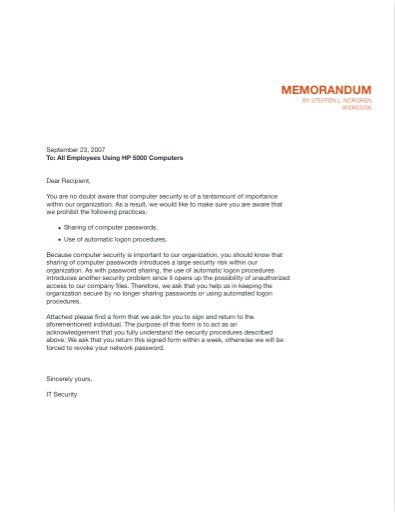 MEMORANDUM
BY STEFFEN L. NORGREN
A00683006
September 23, 2007
To: All Employees Using HP 5000 Computers
Dear Recipient,
You are no doubt aware that computer security is of a tantamount of importance
within our organization. As a result, we would like to make sure you are aware that
we prohibit the following practices:
• Sharing of computer passwords.
• Use of automatic logon procedures.
Because computer security is important to our organization, you should know that
sharing of computer passwords introduces a large security risk within our
organization. As with password sharing, the use of automatic logon procedures
introduces another security problem since it opens up the possibility of unauthorized
access to our company files. Therefore, we ask that you help us in keeping the
organization secure by no longer sharing passwords or using automated logon
procedures.
Attached please find a form that we ask for you to sign and return to the
aforementioned individual. The purpose of this form is to act as an
acknowledgement that you fully understand the security procedures described
above. We ask that you return this signed form within a week, otherwise we will be
forced to revoke your network password.
Sincerely yours,
IT Security